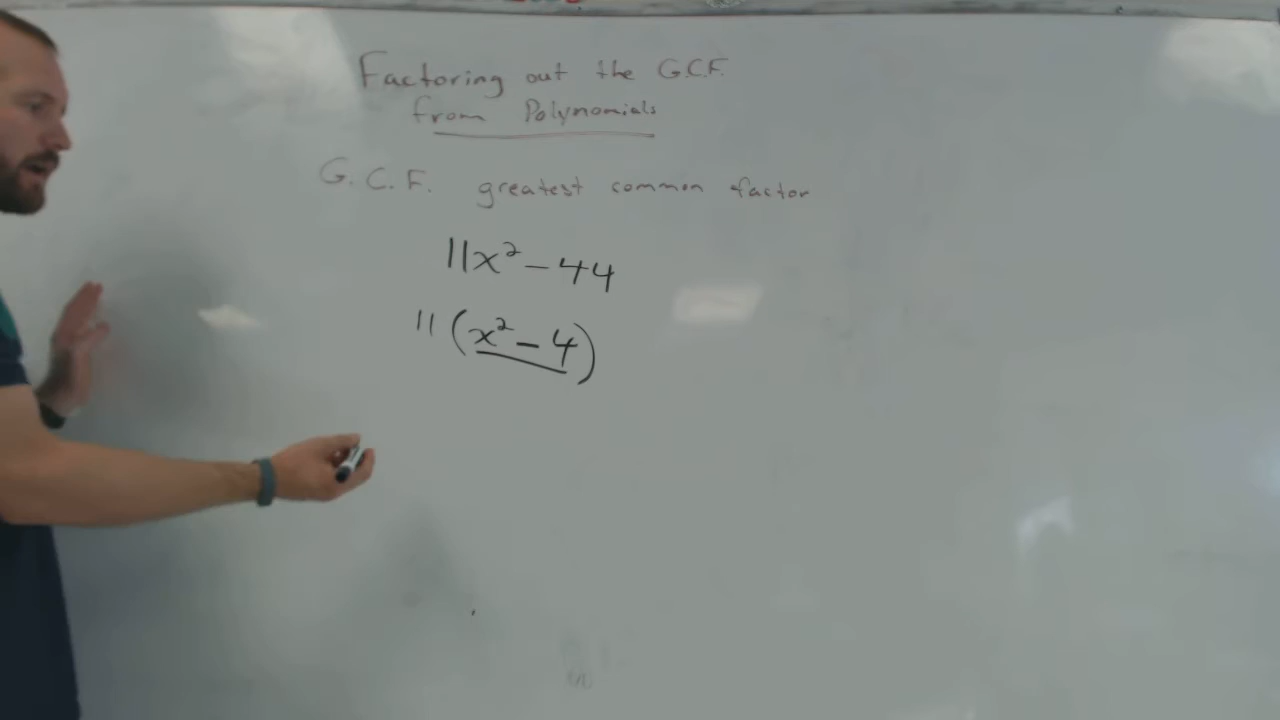 Factoring out the G.C.F.
from Polynomials
G.C.F. greatest common factor
11x² – 44
11 (x² – 4)